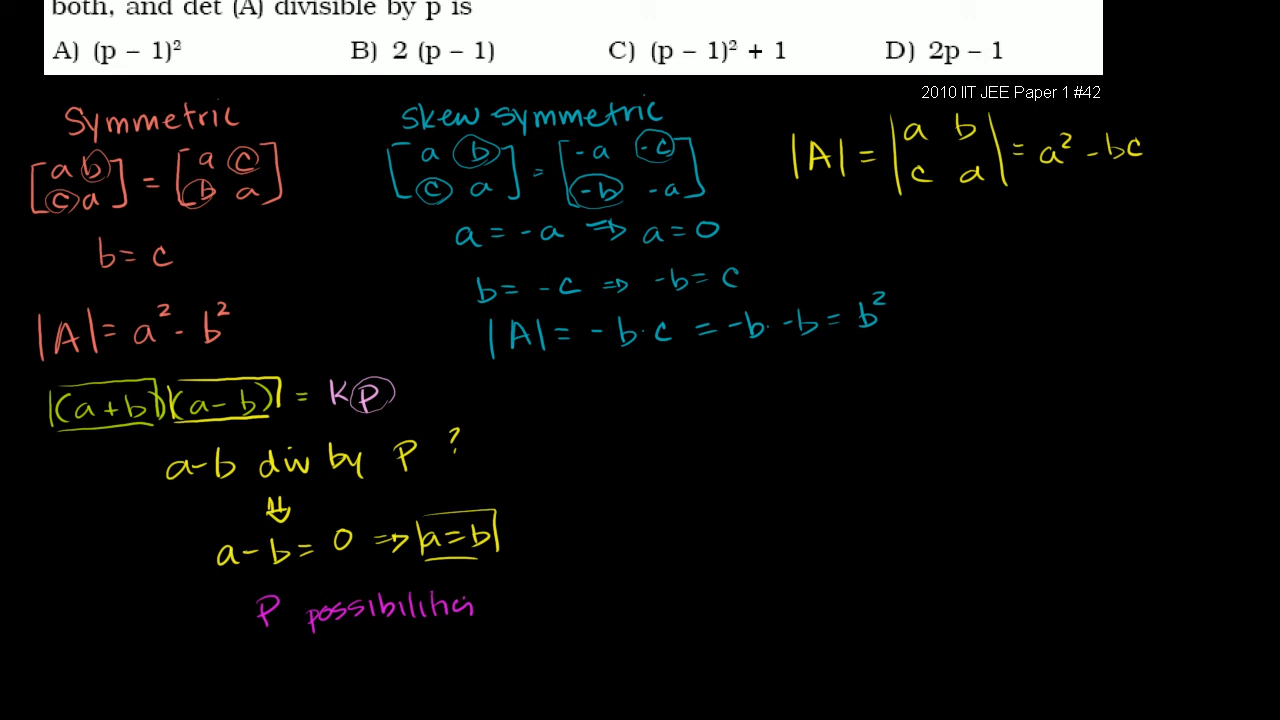 both, and det (A) divisible by p is
A) (p − 1)² B) 2 (p − 1) C) (p − 1)² + 1 D) 2p − 1
2010 IIT JEE Paper 1 #42
Symmetric
[a b; c a] = [a c; b a]
b = c
|A| = a² - b²
(a+b)(a-b) = KP
a-b div by P ?
⇓
a-b = 0 ⇒ a=b
P possibilities
Skew symmetric
[a b; c a] = [-a -c; -b -a]
a = -a ⇒ a = 0
b = -c ⇒ -b = c
|A| = -b·c = -b·-b = b²
|A| = |a b; c a| = a² - bc